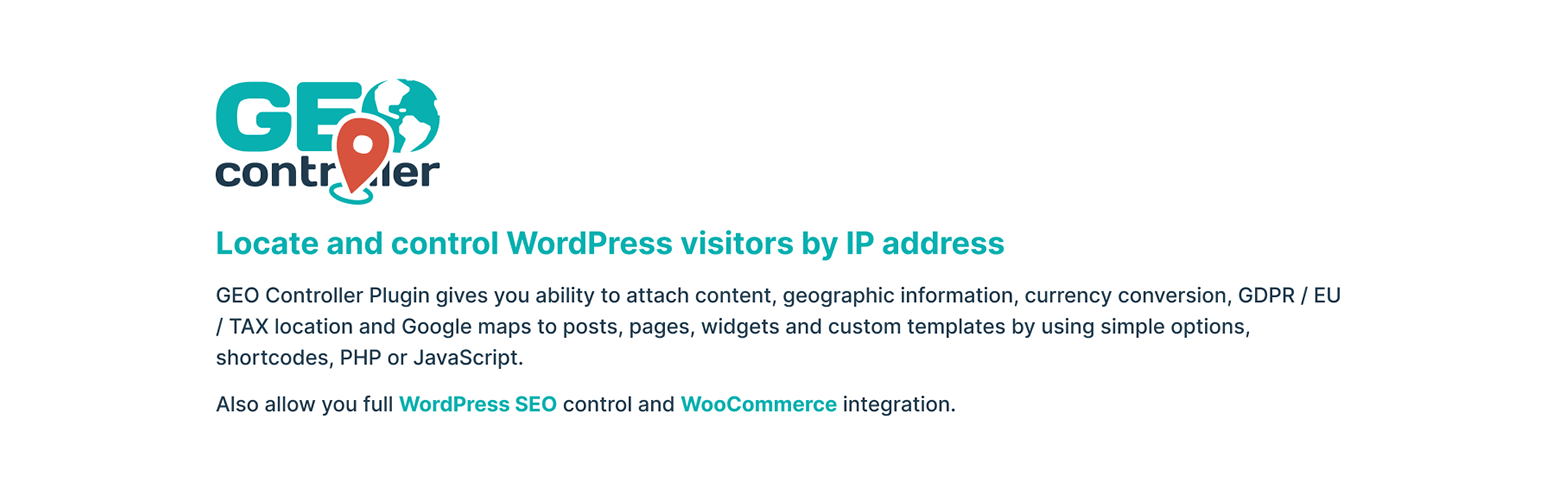 GEO
controller
Locate and control WordPress visitors by IP address
GEO Controller Plugin gives you ability to attach content, geographic information, currency conversion, GDPR / EU
/ TAX location and Google maps to posts, pages, widgets and custom templates by using simple options,
shortcodes, PHP or JavaScript.
Also allow you full WordPress SEO control and WooCommerce integration.